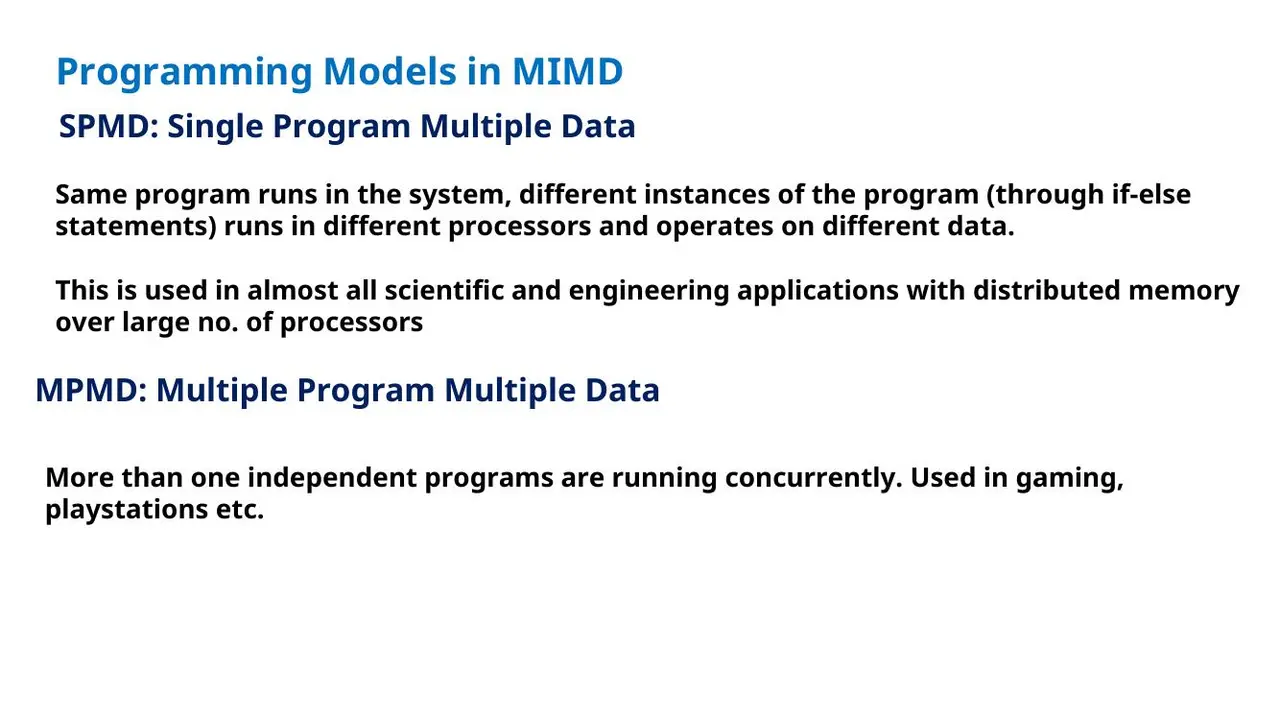 Programming Models in MIMD
SPMD: Single Program Multiple Data
Same program runs in the system, different instances of the program (through if-else
statements) runs in different processors and operates on different data.
This is used in almost all scientific and engineering applications with distributed memory
over large no. of processors
MPMD: Multiple Program Multiple Data
More than one independent programs are running concurrently. Used in gaming,
playstations etc.